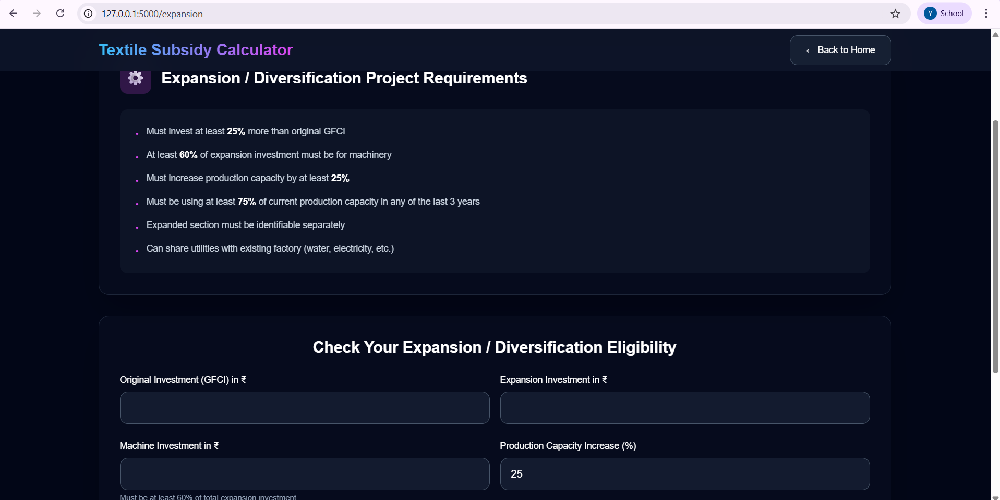 127.0.0.1:5000/expansion
Y School
Textile Subsidy Calculator
← Back to Home
Expansion / Diversification Project Requirements
• Must invest at least 25% more than original GFCI
• At least 60% of expansion investment must be for machinery
• Must increase production capacity by at least 25%
• Must be using at least 75% of current production capacity in any of the last 3 years
• Expanded section must be identifiable separately
• Can share utilities with existing factory (water, electricity, etc.)
Check Your Expansion / Diversification Eligibility
Original Investment (GFCI) in ₹
Expansion Investment in ₹
Machine Investment in ₹
Production Capacity Increase (%)
25
Must be at least 60% of total expansion investment